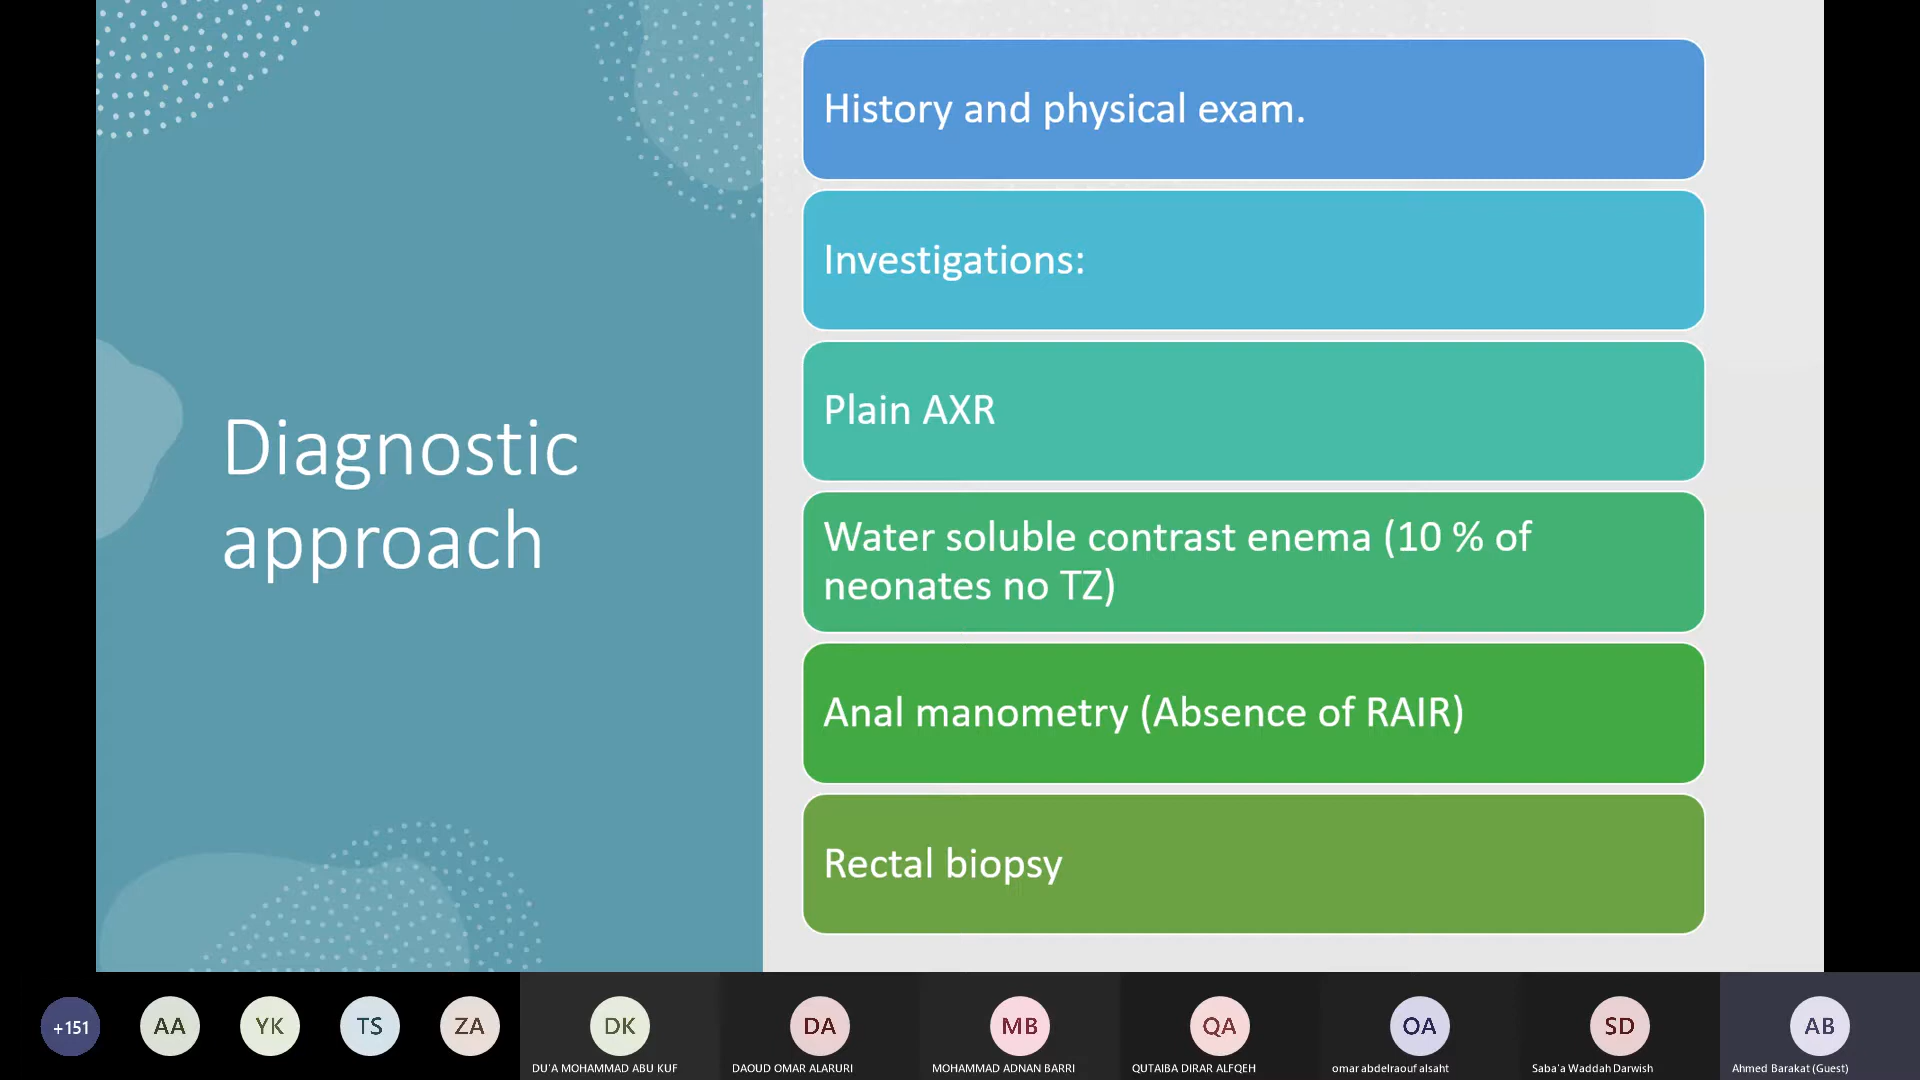 Diagnostic
approach
History and physical exam.
Investigations:
Plain AXR
Water soluble contrast enema (10 % of
neonates no TZ)
Anal manometry (Absence of RAIR)
Rectal biopsy
+151
AA
YK
TS
ZA
DK
DA
MB
QA
OA
SD
AB
DU'A MOHAMMAD ABU KUF
DAOUD OMAR ALARURI
MOHAMMAD ADNAN BARRI
QUTAIBA DIRAR ALFQEH
omar abdelraouf alsaht
Saba'a Waddah Darwish
Ahmed Barakat (Guest)